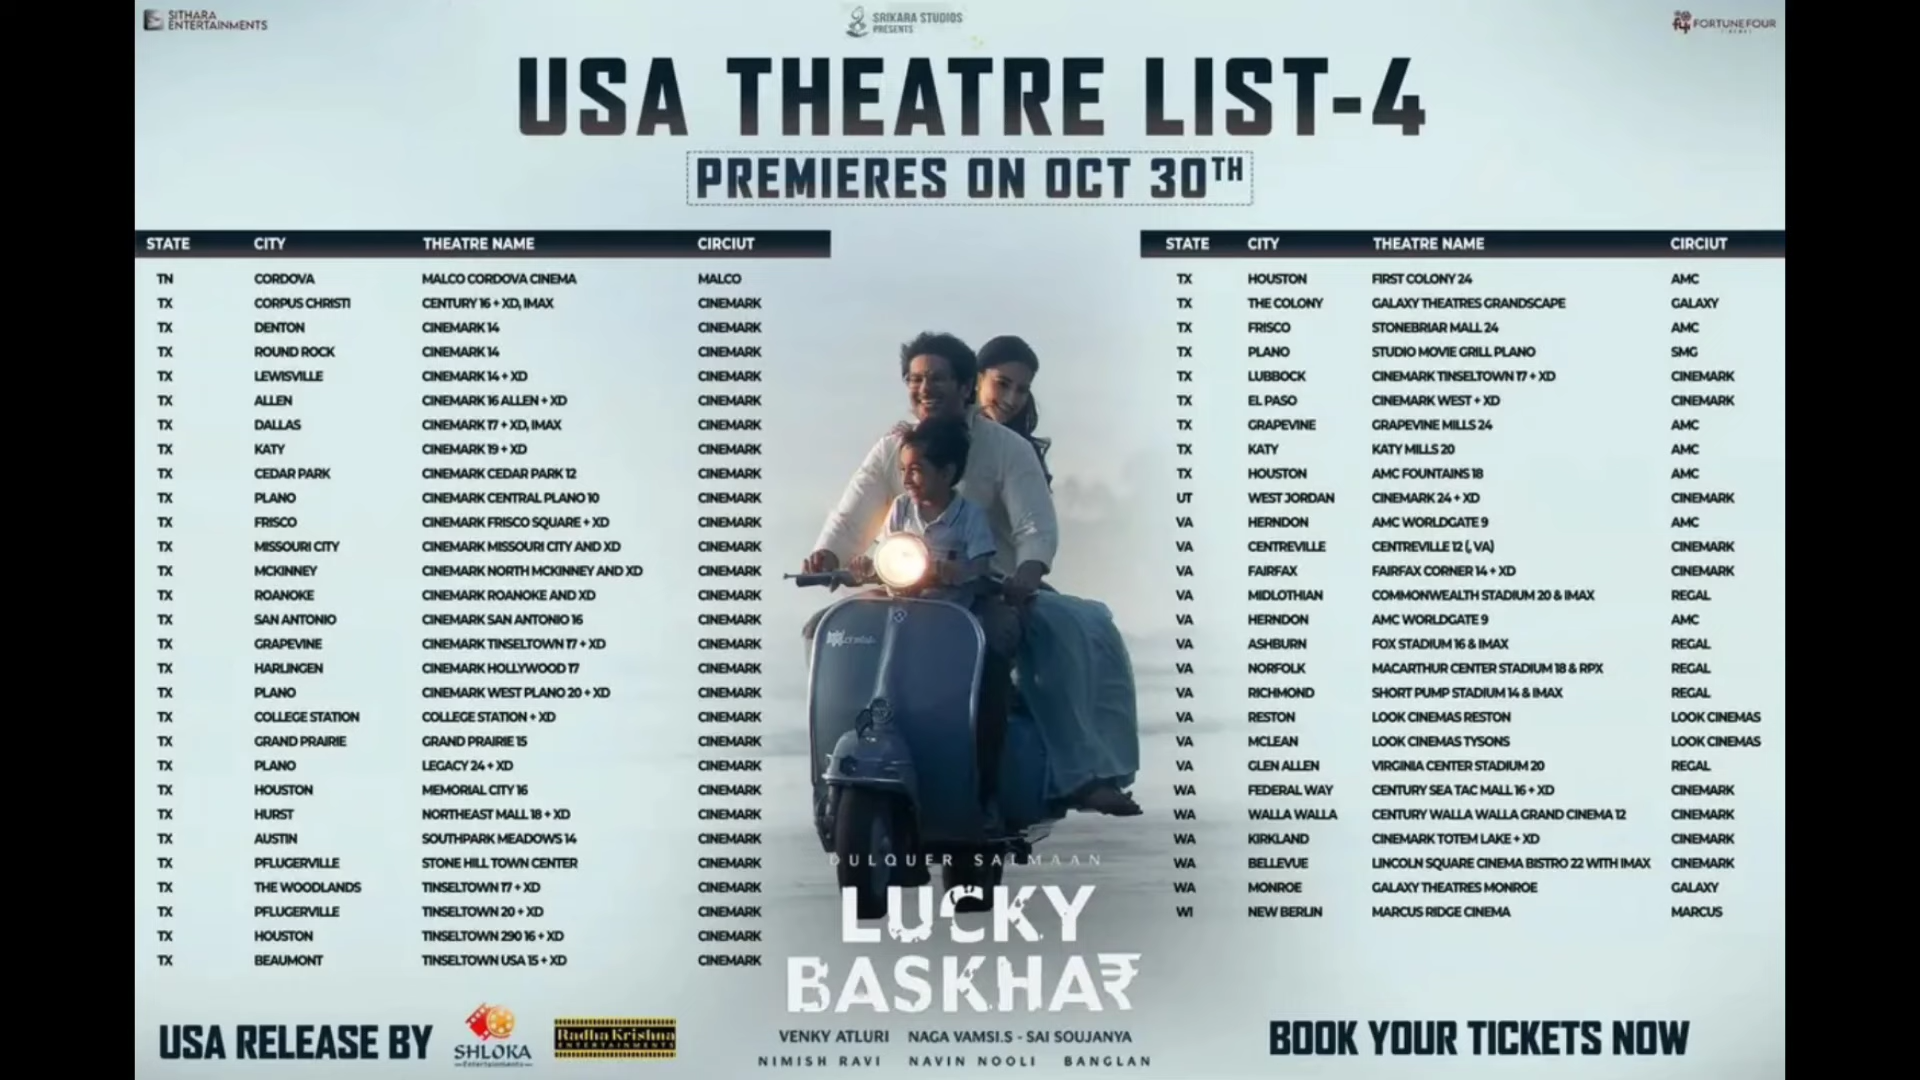 SITHARA ENTERTAINMENTS
SRIKARA STUDIOS
PRESENTS
FORTUNE FOUR
CINEMAS
USA THEATRE LIST-4
PREMIERES ON OCT 30TH
STATE CITY THEATRE NAME CIRCIUT
TN CORDOVA MALCO CORDOVA CINEMA MALCO
TX CORPUS CHRISTI CENTURY 16 + XD, IMAX CINEMARK
TX DENTON CINEMARK 14 CINEMARK
TX ROUND ROCK CINEMARK 14 CINEMARK
TX LEWISVILLE CINEMARK 14 + XD CINEMARK
TX ALLEN CINEMARK 16 ALLEN + XD CINEMARK
TX DALLAS CINEMARK 17 + XD, IMAX CINEMARK
TX KATY CINEMARK 19 + XD CINEMARK
TX CEDAR PARK CINEMARK CEDAR PARK 12 CINEMARK
TX PLANO CINEMARK CENTRAL PLANO 10 CINEMARK
TX FRISCO CINEMARK FRISCO SQUARE + XD CINEMARK
TX MISSOURI CITY CINEMARK MISSOURI CITY AND XD CINEMARK
TX MCKINNEY CINEMARK NORTH MCKINNEY AND XD CINEMARK
TX ROANOKE CINEMARK ROANOKE AND XD CINEMARK
TX SAN ANTONIO CINEMARK SAN ANTONIO 16 CINEMARK
TX GRAPEVINE CINEMARK TINSELTOWN 17 + XD CINEMARK
TX HARLINGEN CINEMARK HOLLYWOOD 17 CINEMARK
TX PLANO CINEMARK WEST PLANO 20 + XD CINEMARK
TX COLLEGE STATION COLLEGE STATION + XD CINEMARK
TX GRAND PRAIRIE GRAND PRAIRIE 15 CINEMARK
TX PLANO LEGACY 24 + XD CINEMARK
TX HOUSTON MEMORIAL CITY 16 CINEMARK
TX HURST NORTHEAST MALL 18 + XD CINEMARK
TX AUSTIN SOUTHPARK MEADOWS 14 CINEMARK
TX PFLUGERVILLE STONE HILL TOWN CENTER CINEMARK
TX THE WOODLANDS TINSELTOWN 17 + XD CINEMARK
TX PFLUGERVILLE TINSELTOWN 20 + XD CINEMARK
TX HOUSTON TINSELTOWN 290 16 + XD CINEMARK
TX BEAUMONT TINSELTOWN USA 15 + XD CINEMARK
STATE CITY THEATRE NAME CIRCIUT
TX HOUSTON FIRST COLONY 24 AMC
TX THE COLONY GALAXY THEATRES GRANDSCAPE GALAXY
TX FRISCO STONEBRIAR MALL 24 AMC
TX PLANO STUDIO MOVIE GRILL PLANO SMG
TX LUBBOCK CINEMARK TINSELTOWN 17 + XD CINEMARK
TX EL PASO CINEMARK WEST + XD CINEMARK
TX GRAPEVINE GRAPEVINE MILLS 24 AMC
TX KATY KATY MILLS 20 AMC
TX HOUSTON AMC FOUNTAINS 18 AMC
UT WEST JORDAN CINEMARK 24 + XD CINEMARK
VA HERNDON AMC WORLDGATE 9 AMC
VA CENTREVILLE CENTREVILLE 12 (, VA) CINEMARK
VA FAIRFAX FAIRFAX CORNER 14 + XD CINEMARK
VA MIDLOTHIAN COMMONWEALTH STADIUM 20 & IMAX REGAL
VA HERNDON AMC WORLDGATE 9 AMC
VA ASHBURN FOX STADIUM 16 & IMAX REGAL
VA NORFOLK MACARTHUR CENTER STADIUM 18 & RPX REGAL
VA RICHMOND SHORT PUMP STADIUM 14 & IMAX REGAL
VA RESTON LOOK CINEMAS RESTON LOOK CINEMAS
VA MCLEAN LOOK CINEMAS TYSONS LOOK CINEMAS
VA GLEN ALLEN VIRGINIA CENTER STADIUM 20 REGAL
WA FEDERAL WAY CENTURY SEA TAC MALL 16 + XD CINEMARK
WA WALLA WALLA CENTURY WALLA WALLA GRAND CINEMA 12 CINEMARK
WA KIRKLAND CINEMARK TOTEM LAKE + XD CINEMARK
WA BELLEVUE LINCOLN SQUARE CINEMA BISTRO 22 WITH IMAX CINEMARK
WA MONROE GALAXY THEATRES MONROE GALAXY
WI NEW BERLIN MARCUS RIDGE CINEMA MARCUS
DULQUER SALMAAN
LUCKY
BASKHAR
VENKY ATLURI NAGA VAMSI.S - SAI SOUJANYA
NIMISH RAVI NAVIN NOOLI BANGLAN
USA RELEASE BY
SHLOKA
Entertainments
Radha Krishna
ENTERTAINMENTS
BOOK YOUR TICKETS NOW